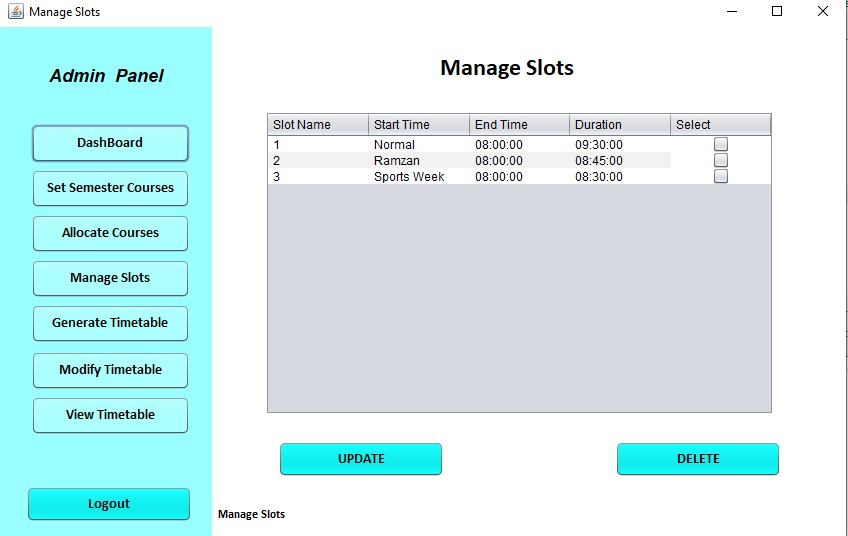 Manage Slots
Admin Panel
DashBoard
Set Semester Courses
Allocate Courses
Manage Slots
Generate Timetable
Modify Timetable
View Timetable
Logout
Manage Slots
Slot Name Start Time End Time Duration Select
1 Normal 08:00:00 09:30:00
2 Ramzan 08:00:00 08:45:00
3 Sports Week 08:00:00 08:30:00
UPDATE DELETE
Manage Slots